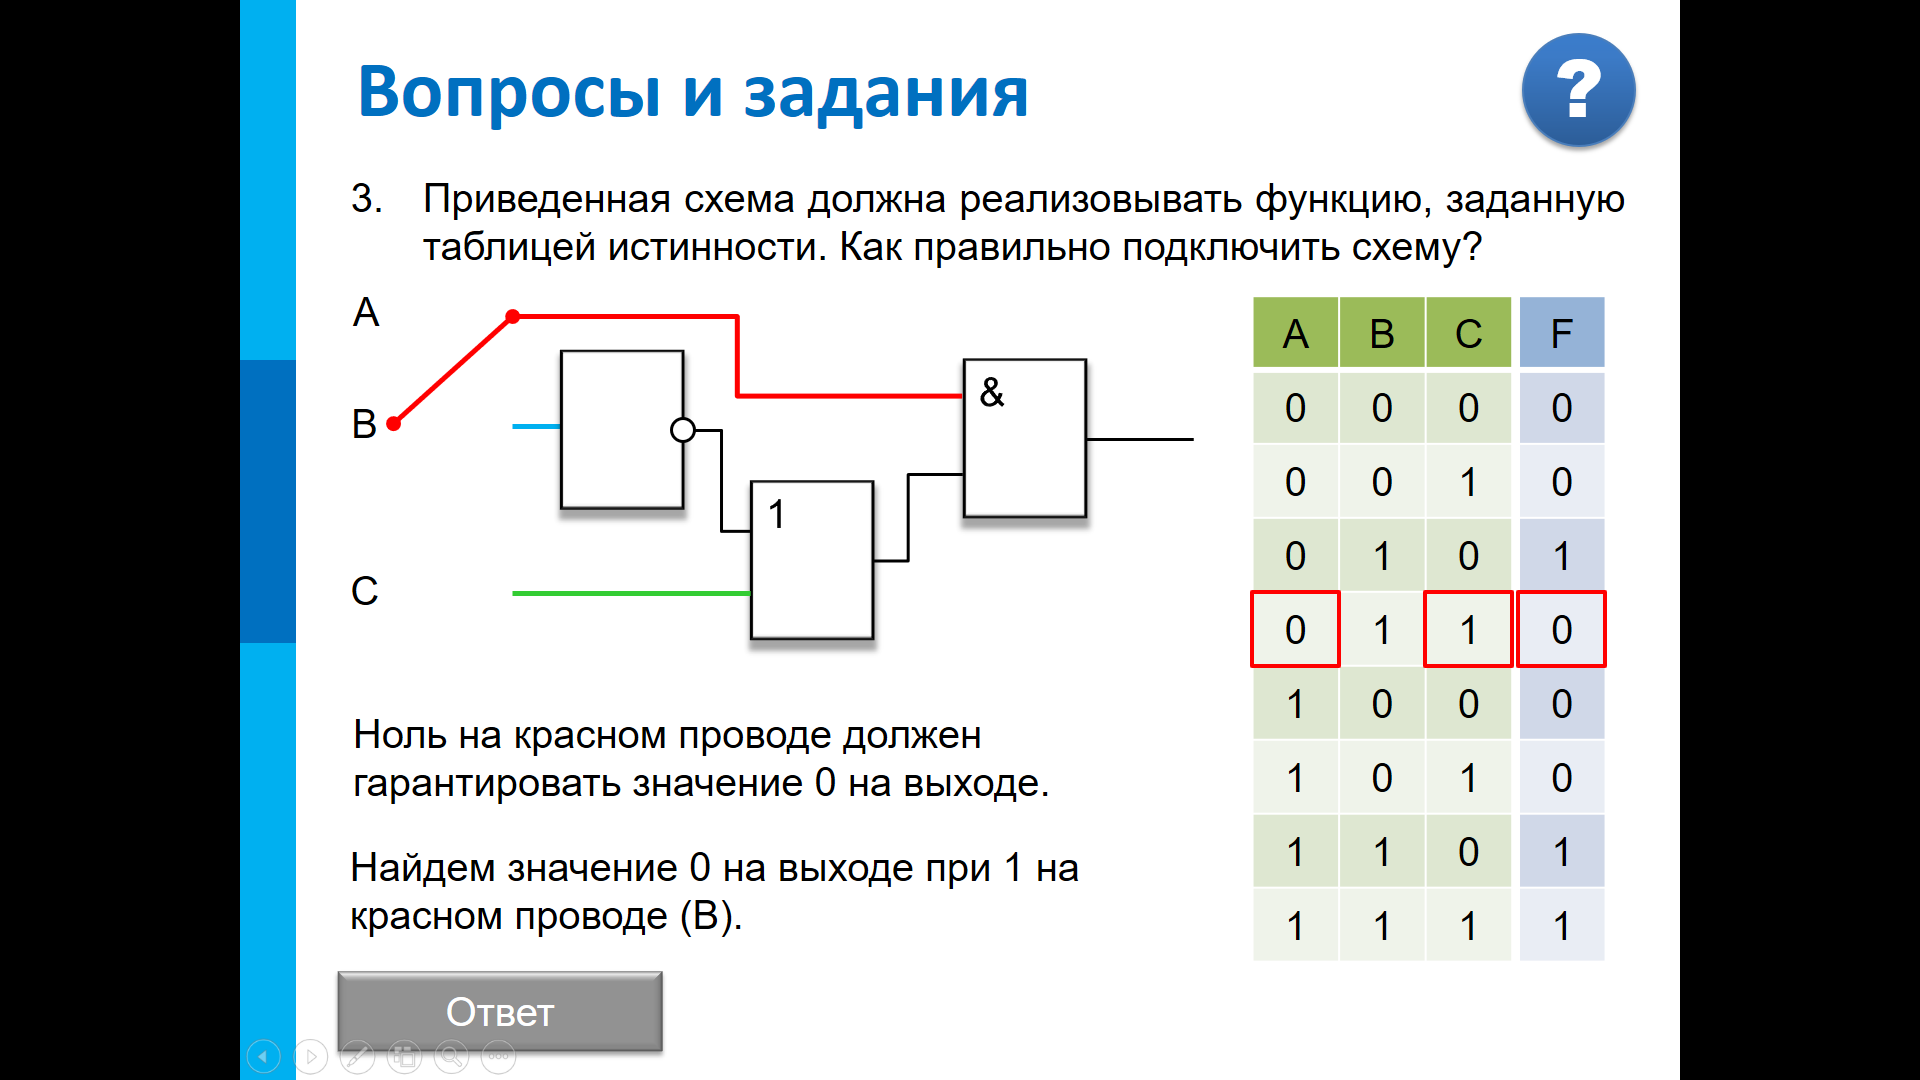 Вопросы и задания
?
3. Приведенная схема должна реализовывать функцию, заданную
таблицей истинности. Как правильно подключить схему?
A
B
C
1
&
A B C F
0 0 0 0
0 0 1 0
0 1 0 1
0 1 1 0
1 0 0 0
1 0 1 0
1 1 0 1
1 1 1 1
Ноль на красном проводе должен
гарантировать значение 0 на выходе.
Найдем значение 0 на выходе при 1 на
красном проводе (B).
Ответ